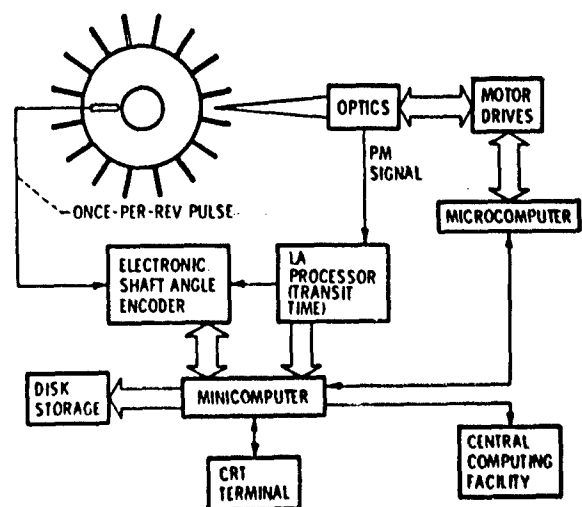 OPTICS
MOTOR
DRIVES
PM
SIGNAL
ONCE-PER-REV PULSE
MICROCOMPUTER
ELECTRONIC
SHAFT ANGLE
ENCODER
LA
PROCESSOR
(TRANSIT
TIME)
DISK
STORAGE
MINICOMPUTER
CRT
TERMINAL
CENTRAL
COMPUTING
FACILITY